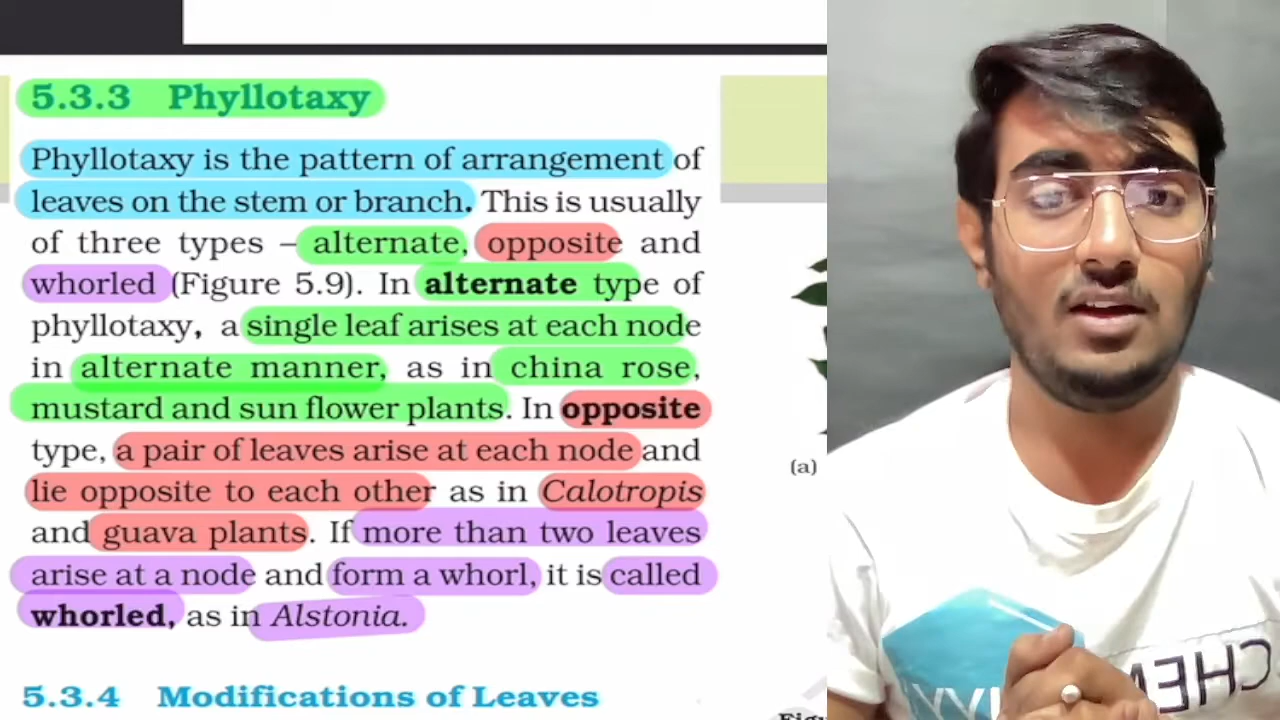 5.3.3 Phyllotaxy
Phyllotaxy is the pattern of arrangement of
leaves on the stem or branch. This is usually
of three types – alternate, opposite and
whorled (Figure 5.9). In alternate type of
phyllotaxy, a single leaf arises at each node
in alternate manner, as in china rose,
mustard and sun flower plants. In opposite
type, a pair of leaves arise at each node and
lie opposite to each other as in Calotropis
and guava plants. If more than two leaves
arise at a node and form a whorl, it is called
whorled, as in Alstonia.
5.3.4 Modifications of Leaves
(a)